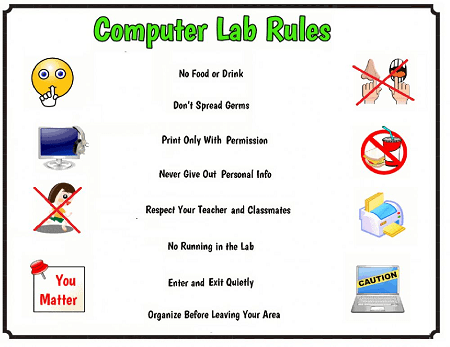 Computer Lab Rules
No Food or Drink
Don't Spread Germs
Print Only With Permission
Never Give Out Personal Info
Respect Your Teacher and Classmates
No Running in the Lab
Enter and Exit Quietly
Organize Before Leaving Your Area
You
Matter
CAUTION